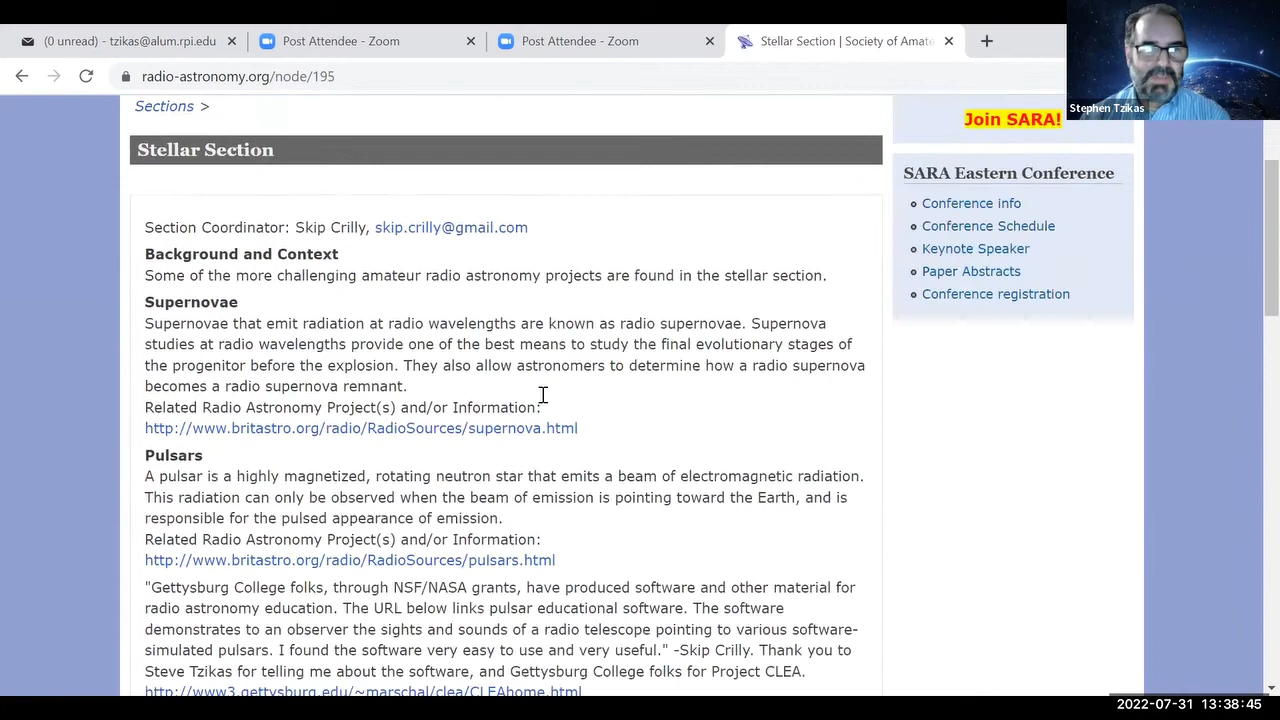 (0 unread) - tzikas@alum.rpi.edu
Post Attendee - Zoom
Post Attendee - Zoom
Stellar Section | Society of Amate
radio-astronomy.org/node/195
Stephen Tzikas
Sections >
Join SARA!
Stellar Section
SARA Eastern Conference
Conference info
Conference Schedule
Keynote Speaker
Paper Abstracts
Conference registration
Section Coordinator: Skip Crilly, skip.crilly@gmail.com
Background and Context
Some of the more challenging amateur radio astronomy projects are found in the stellar section.
Supernovae
Supernovae that emit radiation at radio wavelengths are known as radio supernovae. Supernova
studies at radio wavelengths provide one of the best means to study the final evolutionary stages of
the progenitor before the explosion. They also allow astronomers to determine how a radio supernova
becomes a radio supernova remnant.
Related Radio Astronomy Project(s) and/or Information:
http://www.britastro.org/radio/RadioSources/supernova.html
Pulsars
A pulsar is a highly magnetized, rotating neutron star that emits a beam of electromagnetic radiation.
This radiation can only be observed when the beam of emission is pointing toward the Earth, and is
responsible for the pulsed appearance of emission.
Related Radio Astronomy Project(s) and/or Information:
http://www.britastro.org/radio/RadioSources/pulsars.html
"Gettysburg College folks, through NSF/NASA grants, have produced software and other material for
radio astronomy education. The URL below links pulsar educational software. The software
demonstrates to an observer the sights and sounds of a radio telescope pointing to various software-
simulated pulsars. I found the software very easy to use and very useful." -Skip Crilly. Thank you to
Steve Tzikas for telling me about the software, and Gettysburg College folks for Project CLEA.
http://www3.gettysburg.edu/~marschal/clea/CLEAhome.html
2022-07-31 13:38:45